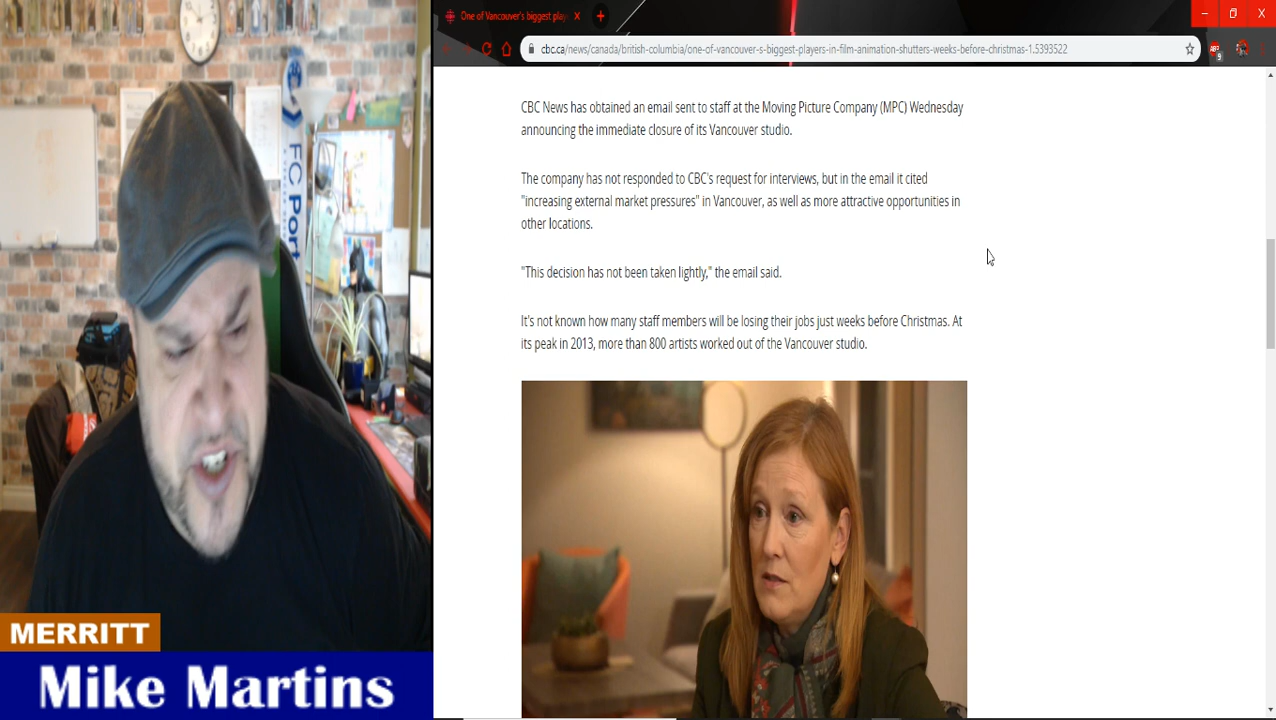 One of Vancouver's biggest play
cbc.ca/news/canada/british-columbia/one-of-vancouver-s-biggest-players-in-film-animation-shutters-weeks-before-christmas-1.5393522
CBC News has obtained an email sent to staff at the Moving Picture Company (MPC) Wednesday
announcing the immediate closure of its Vancouver studio.
The company has not responded to CBC's request for interviews, but in the email it cited
"increasing external market pressures" in Vancouver, as well as more attractive opportunities in
other locations.
"This decision has not been taken lightly," the email said.
It's not known how many staff members will be losing their jobs just weeks before Christmas. At
its peak in 2013, more than 800 artists worked out of the Vancouver studio.
FC Port
MERRITT
Mike Martins